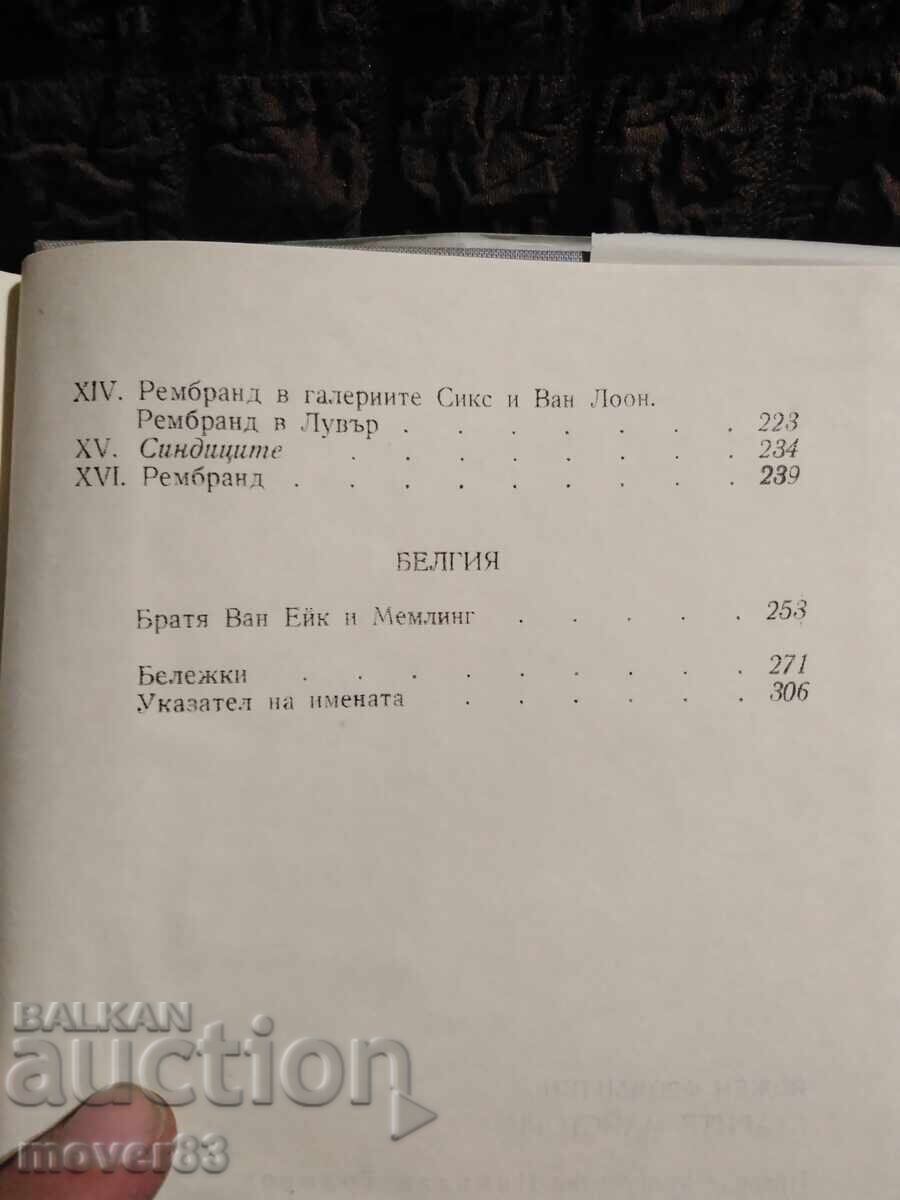 XIV. Рембранд в галериите Сикс и Ван Лоон.
Рембранд в Лувър . . . . . . . 223
XV. Синдиците . . . . . . . 234
XVI. Рембранд . . . . . . . . 239
БЕЛГИЯ
Братя Ван Ейк и Мемлинг . . . . . 253
Бележки . . . . . . . . . 271
Указател на имената . . . . . . 306
BALKAN
auction
mover83